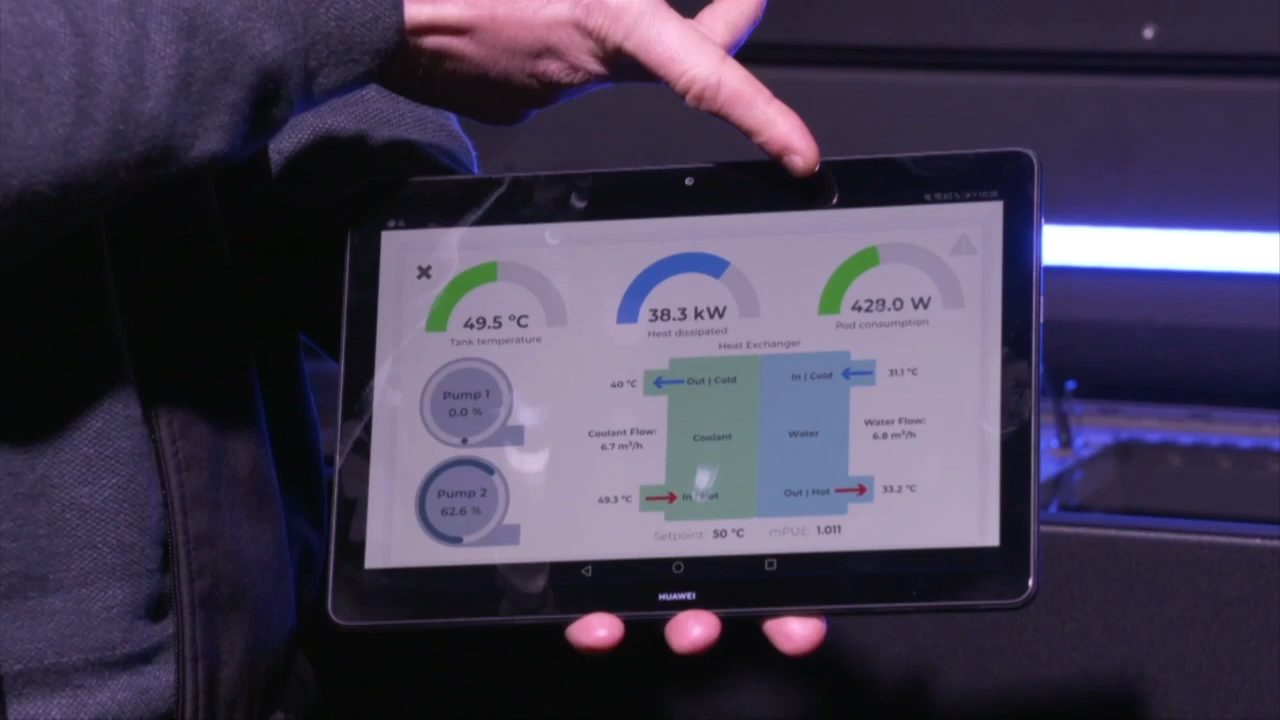 49.5 °C
Tank temperature
38.3 kW
Heat dissipated
428.0 W
Pod consumption
Heat Exchanger
Pump 1
0.0 %
Pump 2
62.6 %
40 °C
Out | Cold
In | Cold
31.1 °C
Coolant Flow:
6.7 m³/h
Coolant
Water
Water Flow:
6.8 m³/h
49.3 °C
In | Hot
Out | Hot
33.2 °C
Setpoint: 50 °C
mPUE: 1.011
HUAWEI